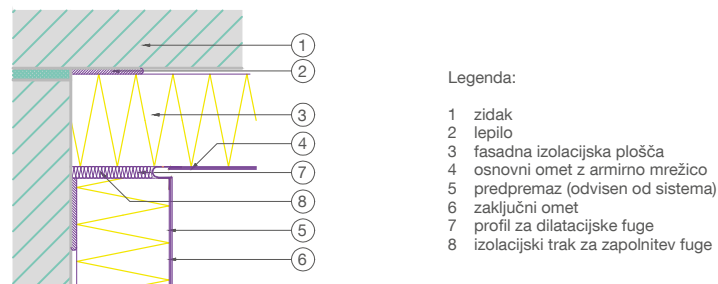 1
2
3
4
7
8
5
6
Legenda:
1 zidak
2 lepilo
3 fasadna izolacijska plošča
4 osnovni omet z armirno mrežico
5 predpremaz (odvisen od sistema)
6 zaključni omet
7 profil za dilatacijske fuge
8 izolacijski trak za zapolnitev fuge